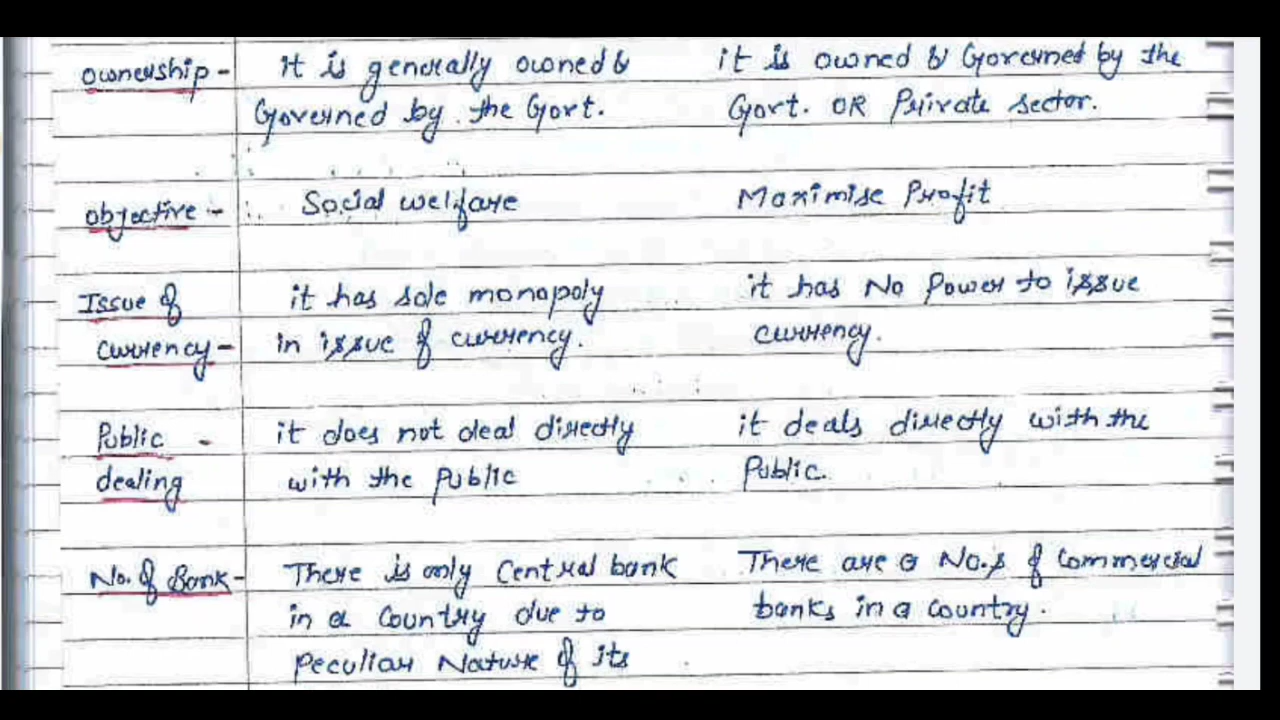 ownership - it is generally owned & it is owned & Governed by the
Governed by the Govt. Govt. OR Private sector.
objective - Social welfare Maximise Profit
Issue of it has sole monopoly it has No Power to issue
currency - in issue of currency. currency.
Public - it does not deal directly it deals directly with the
dealing with the Public Public.
No. of Bank - There is only Central bank There are a No.s of commercial
in a country due to banks in a country.
Peculiar Nature of its